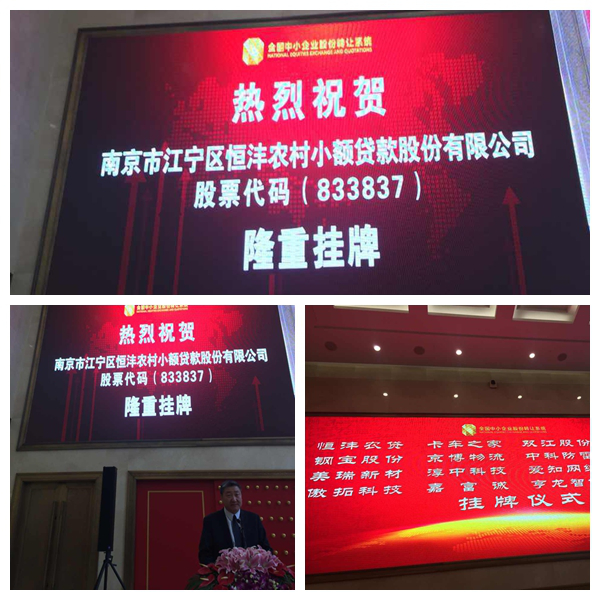 全国中小企业股份转让系统
NATIONAL EQUITIES EXCHANGE AND QUOTATIONS
热烈祝贺
南京市江宁区恒沣农村小额贷款股份有限公司
股票代码（833837）
隆重挂牌
热烈祝贺
南京市江宁区恒沣农村小额贷款股份有限公司
股票代码（833837）
隆重挂牌
全国中小企业股份转让系统
恒沣农贷 卡车之家 双江股份
钢宝股份 京博物流 中科防雷
美瑞新材 淳中科技 爱知网络
傲拓科技 嘉富诚 亨龙智
挂牌仪式